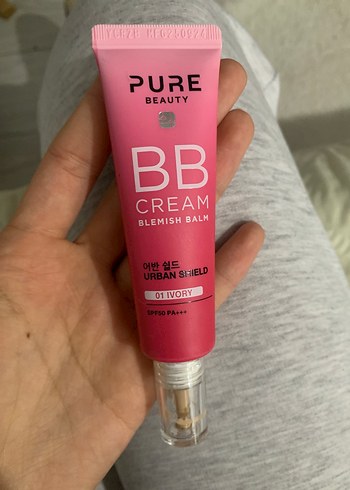 PURE
BEAUTY
BB
CREAM
BLEMISH BALM
어반 쉴드
URBAN SHIELD
01 IVORY
SPF50 PA+++